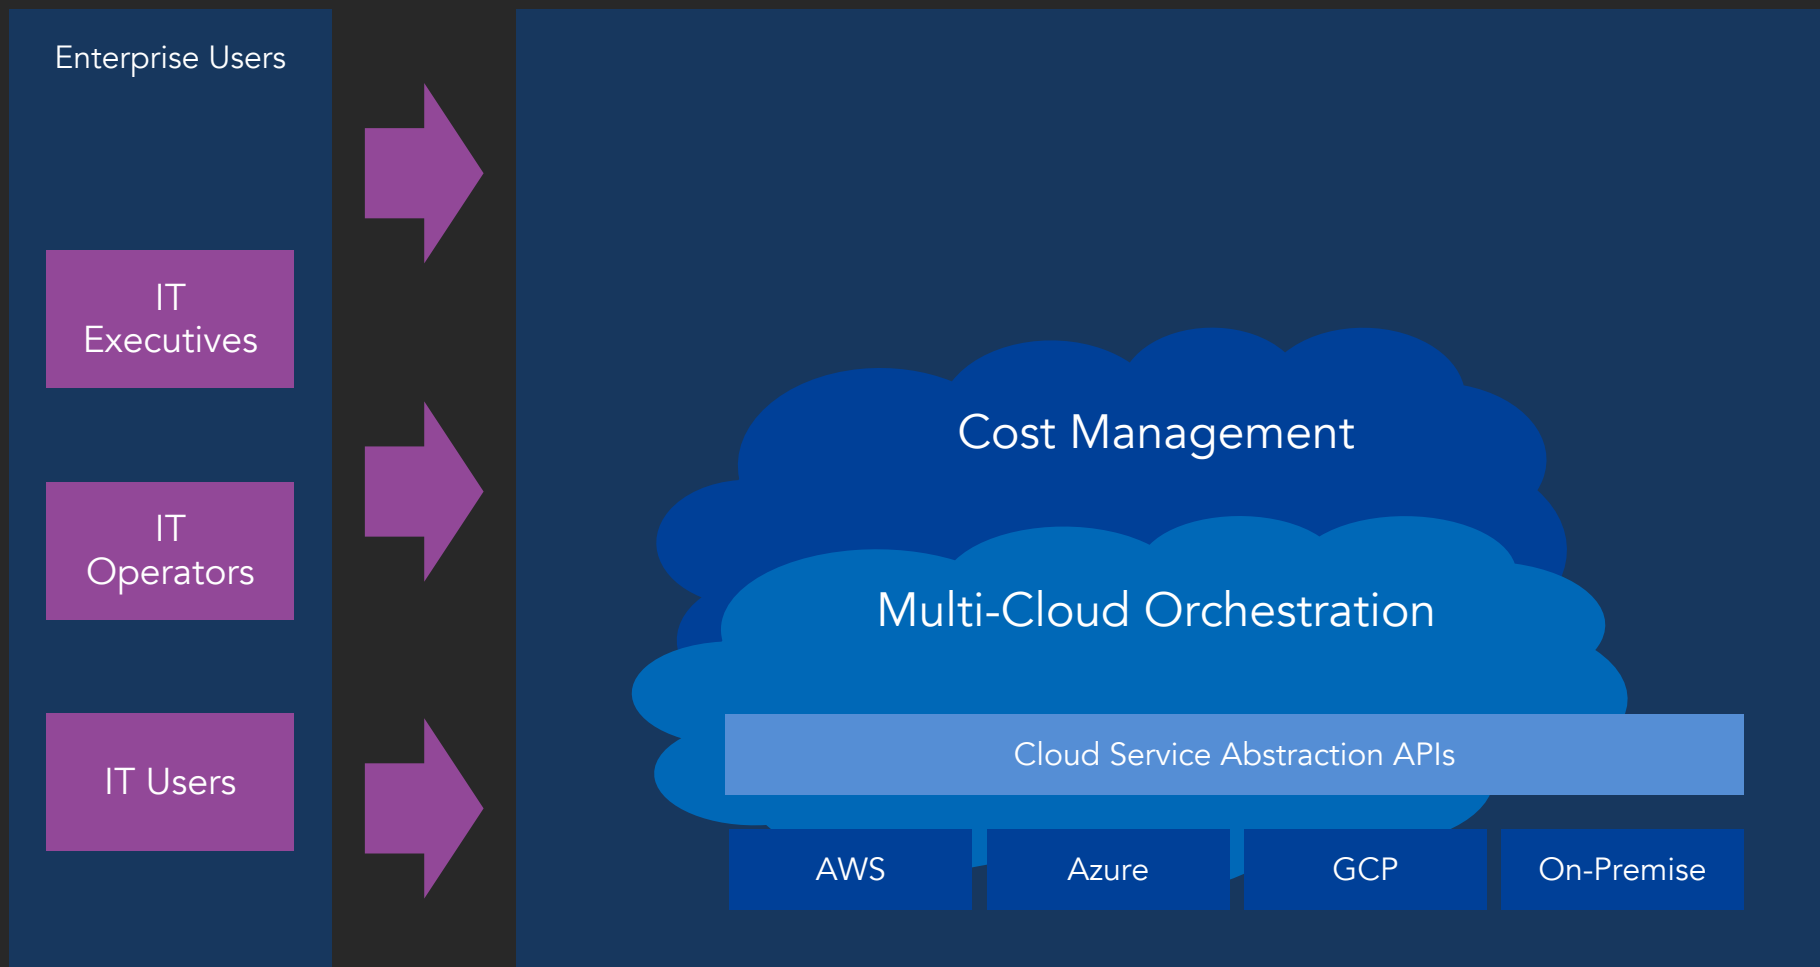 Enterprise Users
IT
Executives
IT
Operators
IT Users
Cost Management
Multi-Cloud Orchestration
Cloud Service Abstraction APIs
AWS
Azure
GCP
On-Premise